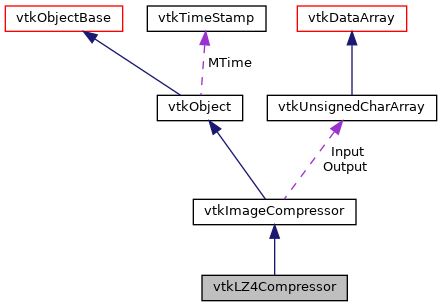 vtkObjectBase
vtkTimeStamp
vtkDataArray
MTime
vtkObject
vtkUnsignedCharArray
Input
Output
vtkImageCompressor
vtkLZ4Compressor